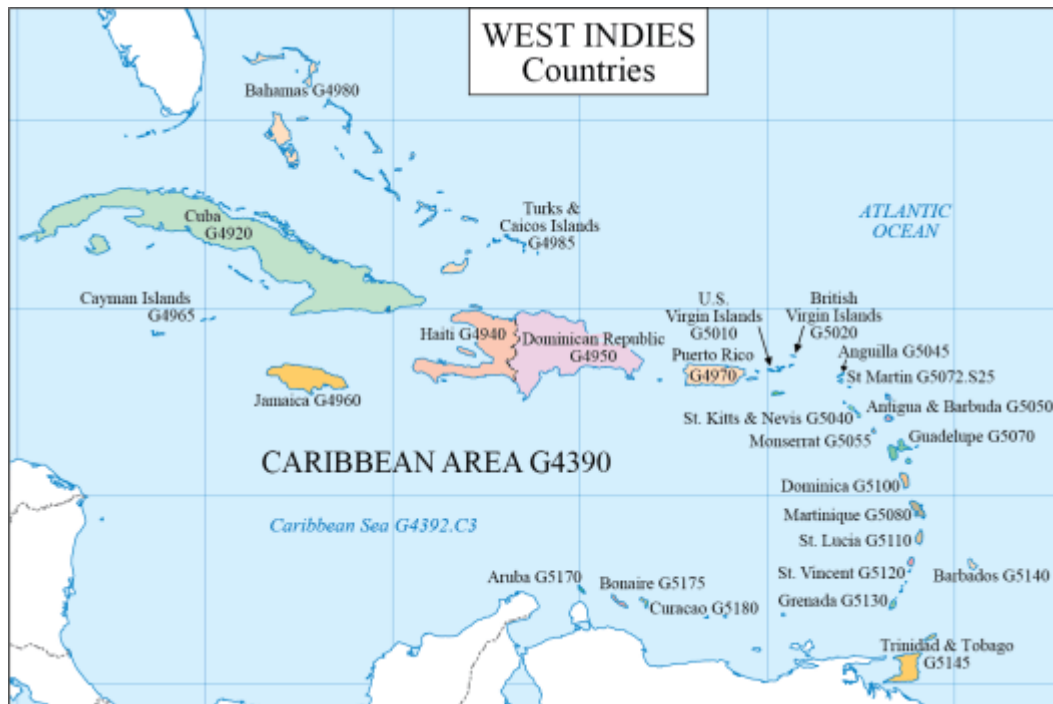 WEST INDIES
Countries
Bahamas G4980
Turks &
Caicos Islands
G4985
ATLANTIC
OCEAN
Cuba
G4920
Cayman Islands
G4965
U.S.
Virgin Islands
G5010
British
Virgin Islands
G5020
Haiti G4940
Dominican Republic
G4950
Puerto Rico
G4970
Anguilla G5045
St Martin G5072.S25
Jamaica G4960
St. Kitts & Nevis G5040
Antigua & Barbuda G5050
Monserrat G5055
Guadelupe G5070
CARIBBEAN AREA G4390
Dominica G5100
Martinique G5080
Caribbean Sea G4392.C3
St. Lucia G5110
St. Vincent G5120
Barbados G5140
Aruba G5170
Bonaire G5175
Curacao G5180
Grenada G5130
Trinidad & Tobago
G5145